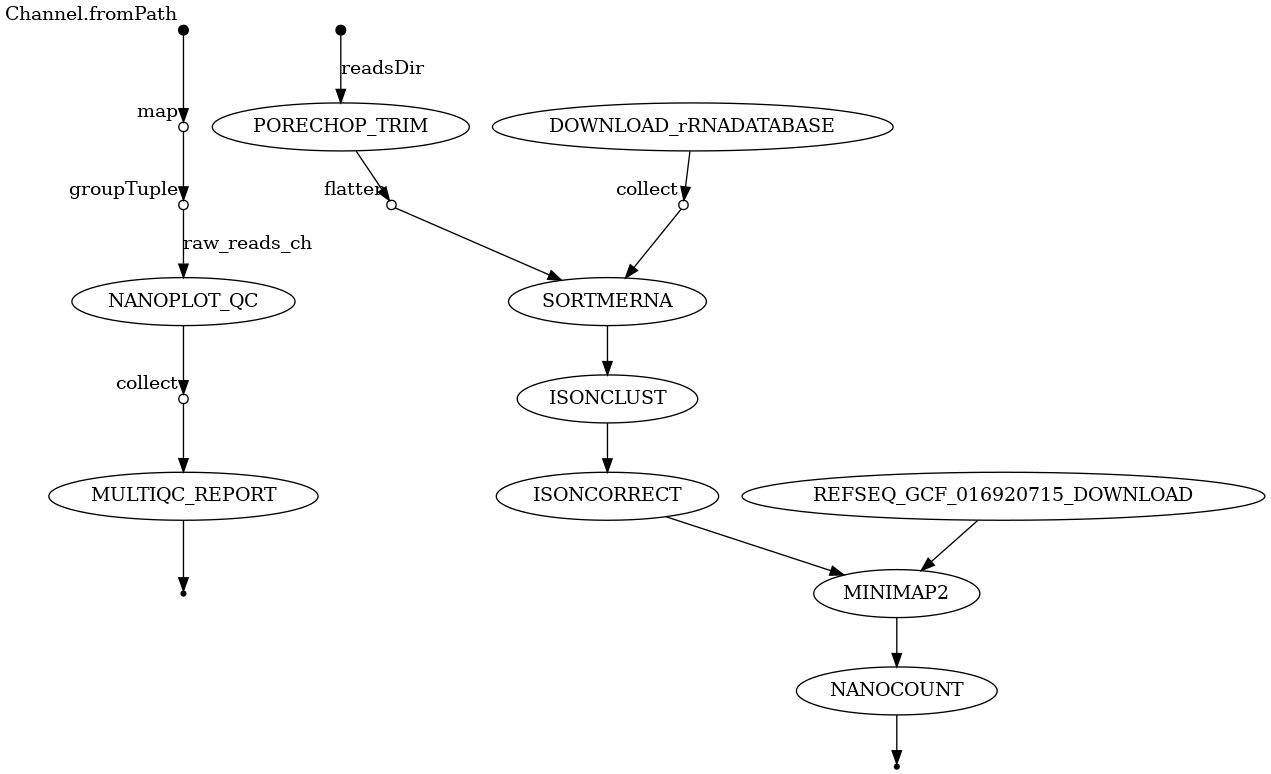 Channel.fromPath
readsDir
map
PORECHOP_TRIM
DOWNLOAD_rRNADATABASE
groupTuple
flatten
collect
raw_reads_ch
NANOPLOT_QC
SORTMERNA
collect
ISONCLUST
MULTIQC_REPORT
ISONCORRECT
REFSEQ_GCF_016920715_DOWNLOAD
MINIMAP2
NANOCOUNT